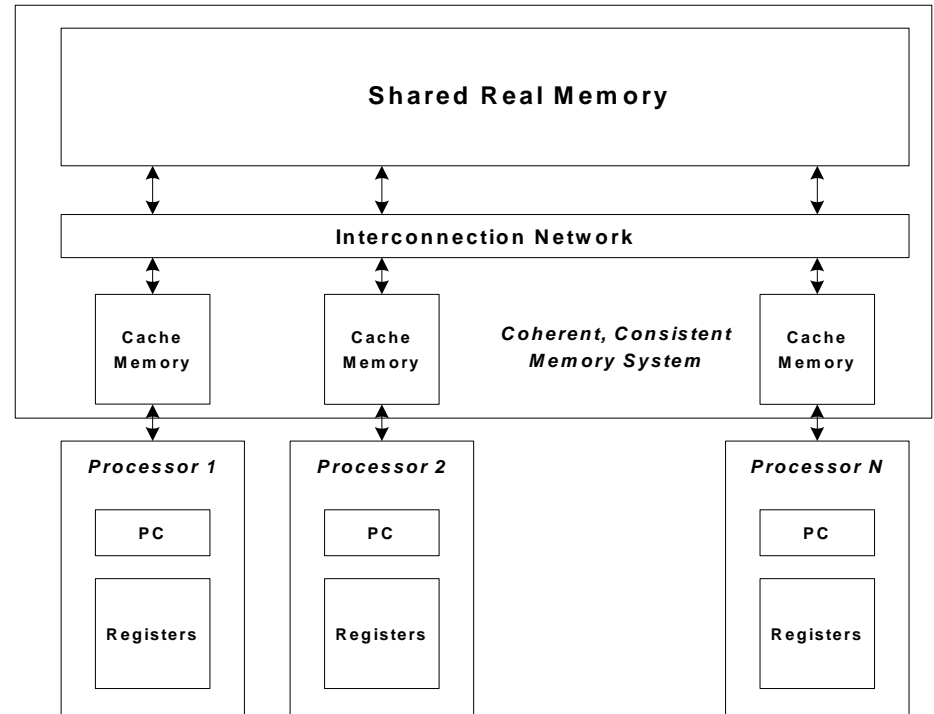 Shared Real Memory
Interconnection Network
Cache
Memory
Cache
Memory
Coherent, Consistent
Memory System
Cache
Memory
Processor 1
Processor 2
Processor N
PC
PC
PC
Registers
Registers
Registers